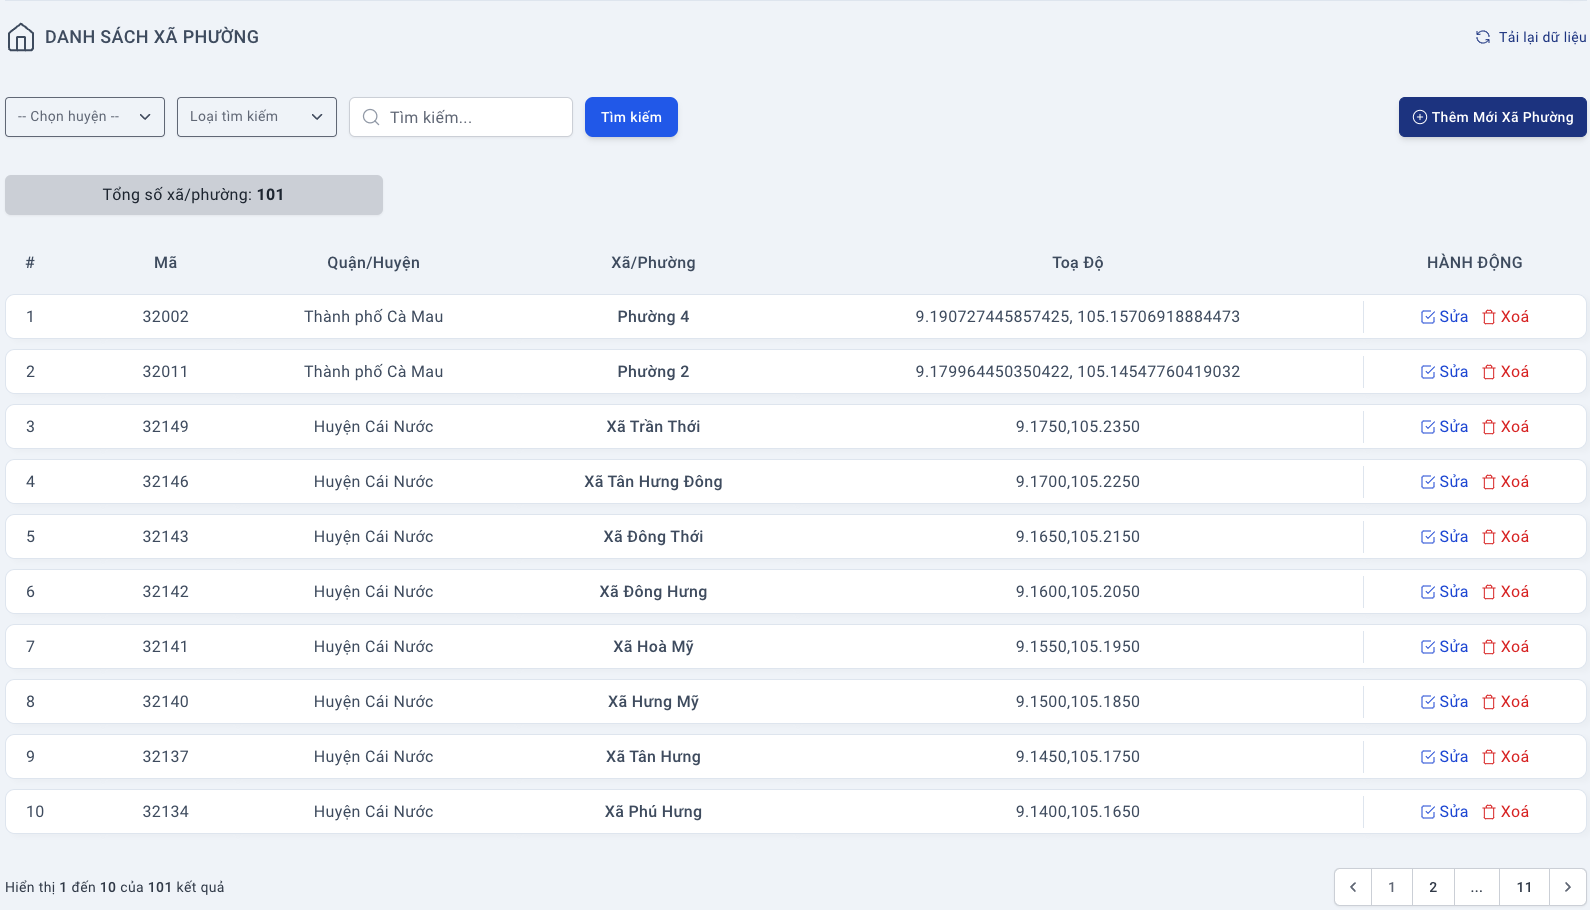 DANH SÁCH XÃ PHƯỜNG
Tải lại dữ liệu
-- Chọn huyện -- Loại tìm kiếm Tìm kiếm... Tìm kiếm Thêm Mới Xã Phường
Tổng số xã/phường: 101
# Mã Quận/Huyện Xã/Phường Toạ Độ HÀNH ĐỘNG
1 32002 Thành phố Cà Mau Phường 4 9.190727445857425, 105.15706918884473 Sửa Xoá
2 32011 Thành phố Cà Mau Phường 2 9.179964450350422, 105.14547760419032 Sửa Xoá
3 32149 Huyện Cái Nước Xã Trần Thới 9.1750,105.2350 Sửa Xoá
4 32146 Huyện Cái Nước Xã Tân Hưng Đông 9.1700,105.2250 Sửa Xoá
5 32143 Huyện Cái Nước Xã Đông Thới 9.1650,105.2150 Sửa Xoá
6 32142 Huyện Cái Nước Xã Đông Hưng 9.1600,105.2050 Sửa Xoá
7 32141 Huyện Cái Nước Xã Hoà Mỹ 9.1550,105.1950 Sửa Xoá
8 32140 Huyện Cái Nước Xã Hưng Mỹ 9.1500,105.1850 Sửa Xoá
9 32137 Huyện Cái Nước Xã Tân Hưng 9.1450,105.1750 Sửa Xoá
10 32134 Huyện Cái Nước Xã Phú Hưng 9.1400,105.1650 Sửa Xoá
Hiển thị 1 đến 10 của 101 kết quả 1 2 ... 11